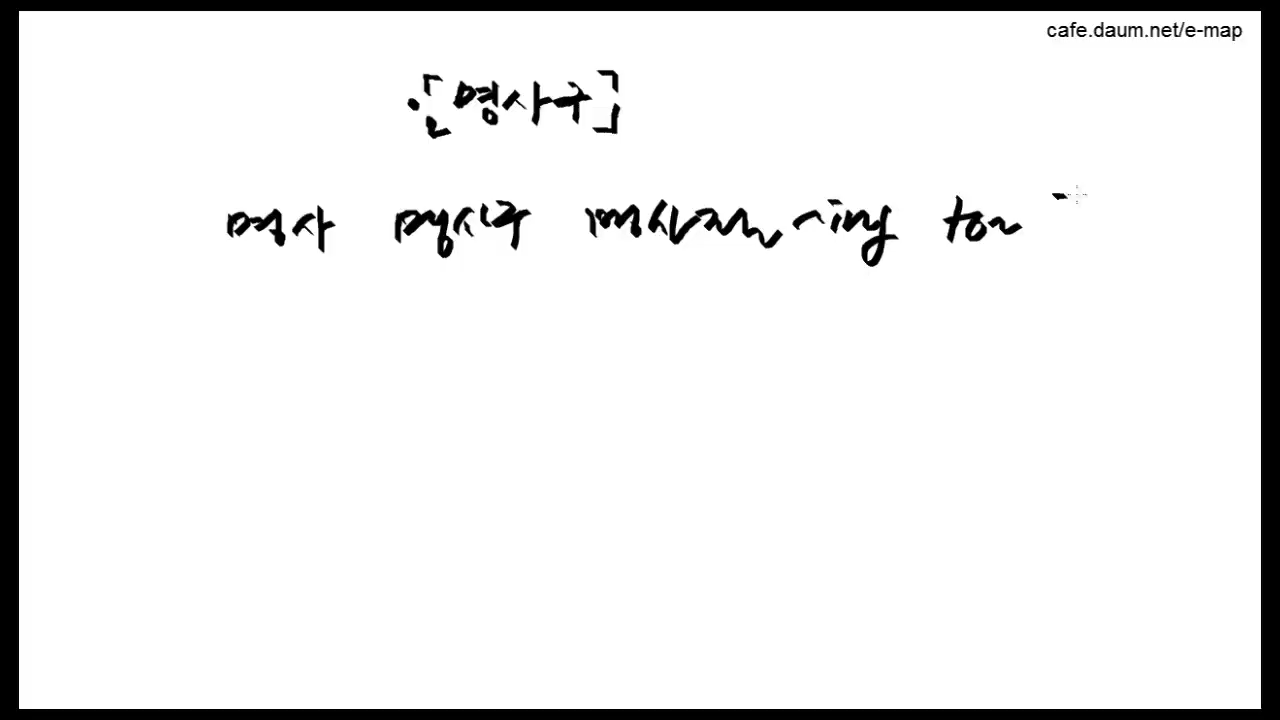 cafe.daum.net/e-map
·[명사구]
명사 명사구 명사절 ~ing to~